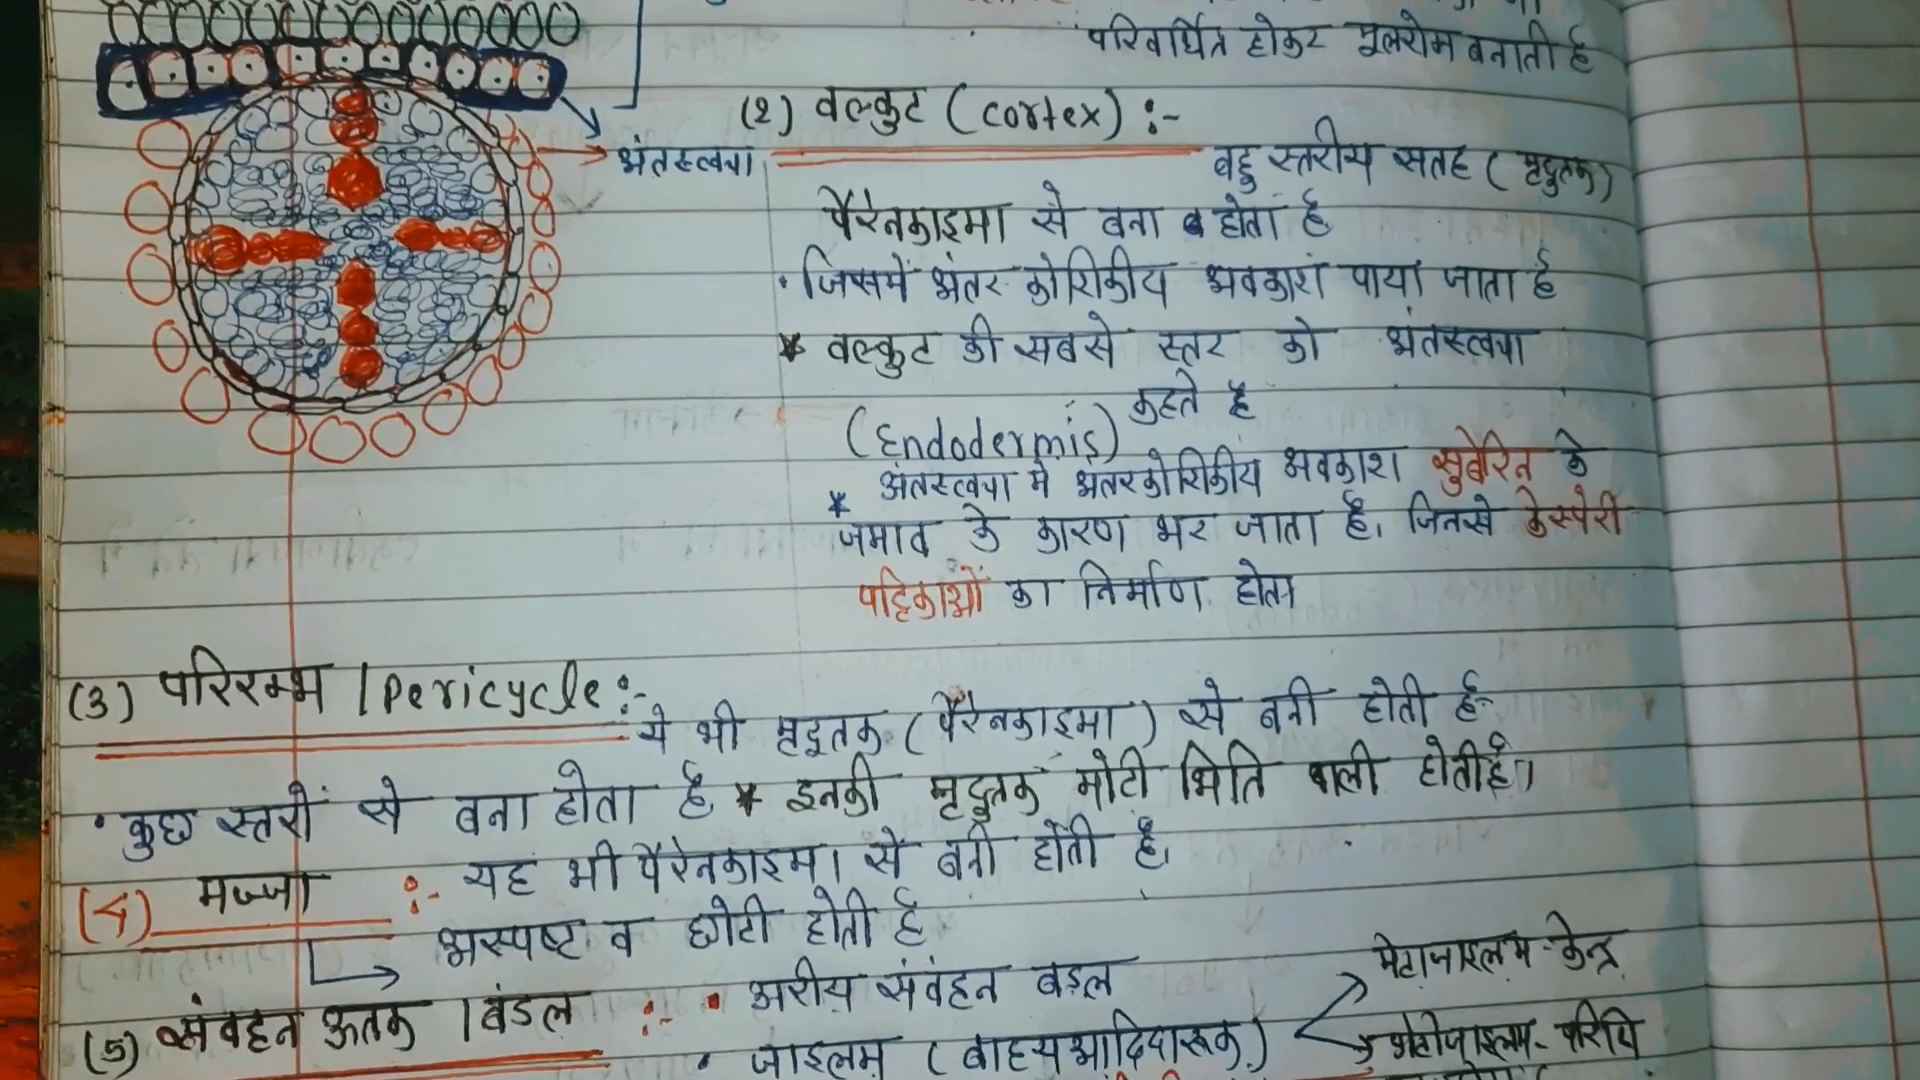 परिवर्धित होकर मूलरोम बनाती है
(2) वल्कुट (cortex) :-
अंतस्त्वचा
बहु स्तरीय सतह (मृदुतक)
पैरेनकाइमा से बना होता है
• जिसमें अंतर कोशिकीय अवकाश पाया जाता है
* वल्कुट की सबसे स्तर को अंतस्त्वचा
(Endodermis) कहते है
* अंतस्त्वचा मे अंतरकोशिकीय अवकाश सुबेरिन के
जमाव के कारण भर जाता है। जिनसे केस्पेरी
पट्टिकाओं का निर्माण होता
(3) परिरम्भ / Pericycle :-
ये भी मृदूतक (पैरेनकाइमा) से बनी होती है
• कुछ स्तरों से बना होता है * इनकी मृदुतक मोटी भिति वाली होती है।
(4) मज्जा :- यह भी पैरेनकाइमा से बनी होती है।
अस्पष्ट व छोटी होती है
(5) संवहन ऊतक / बंडल :- • अरीय संवहन बंडल
मेटाजाइलम - केन्द्र
• जाइलम (बाह्यआदिदारूक)
प्रोटोजाइलम - परिधि